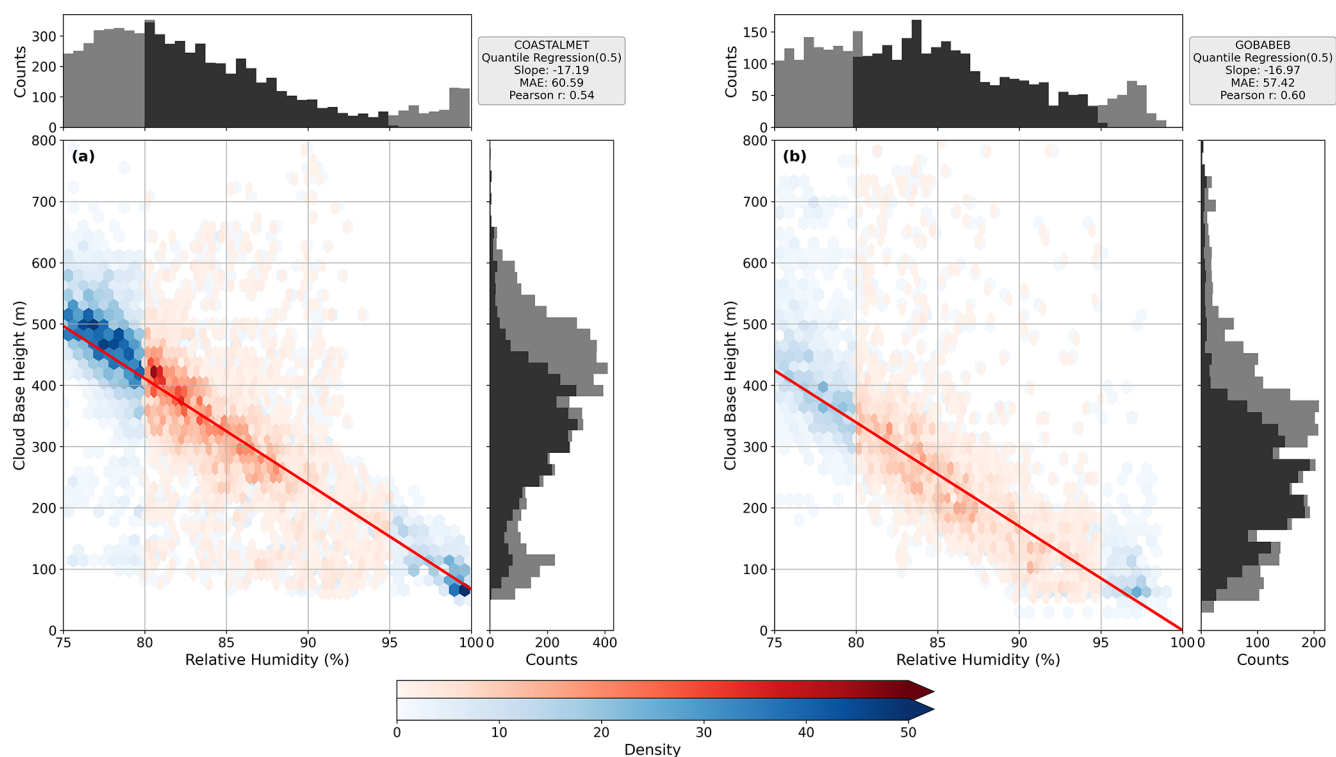 COASTALMET
Quantile Regression(0.5)
Slope: -17.19
MAE: 60.59
Pearson r: 0.54
GOBABEB
Quantile Regression(0.5)
Slope: -16.97
MAE: 57.42
Pearson r: 0.60
Counts
300
200
100
0
Counts
150
100
50
0
(a)
Cloud Base Height (m)
800
700
600
500
400
300
200
100
0
75 80 85 90 95 100
Relative Humidity (%)
0 200 400
Counts
(b)
Cloud Base Height (m)
800
700
600
500
400
300
200
100
0
75 80 85 90 95 100
Relative Humidity (%)
0 100 200
Counts
0 10 20 30 40 50
Density